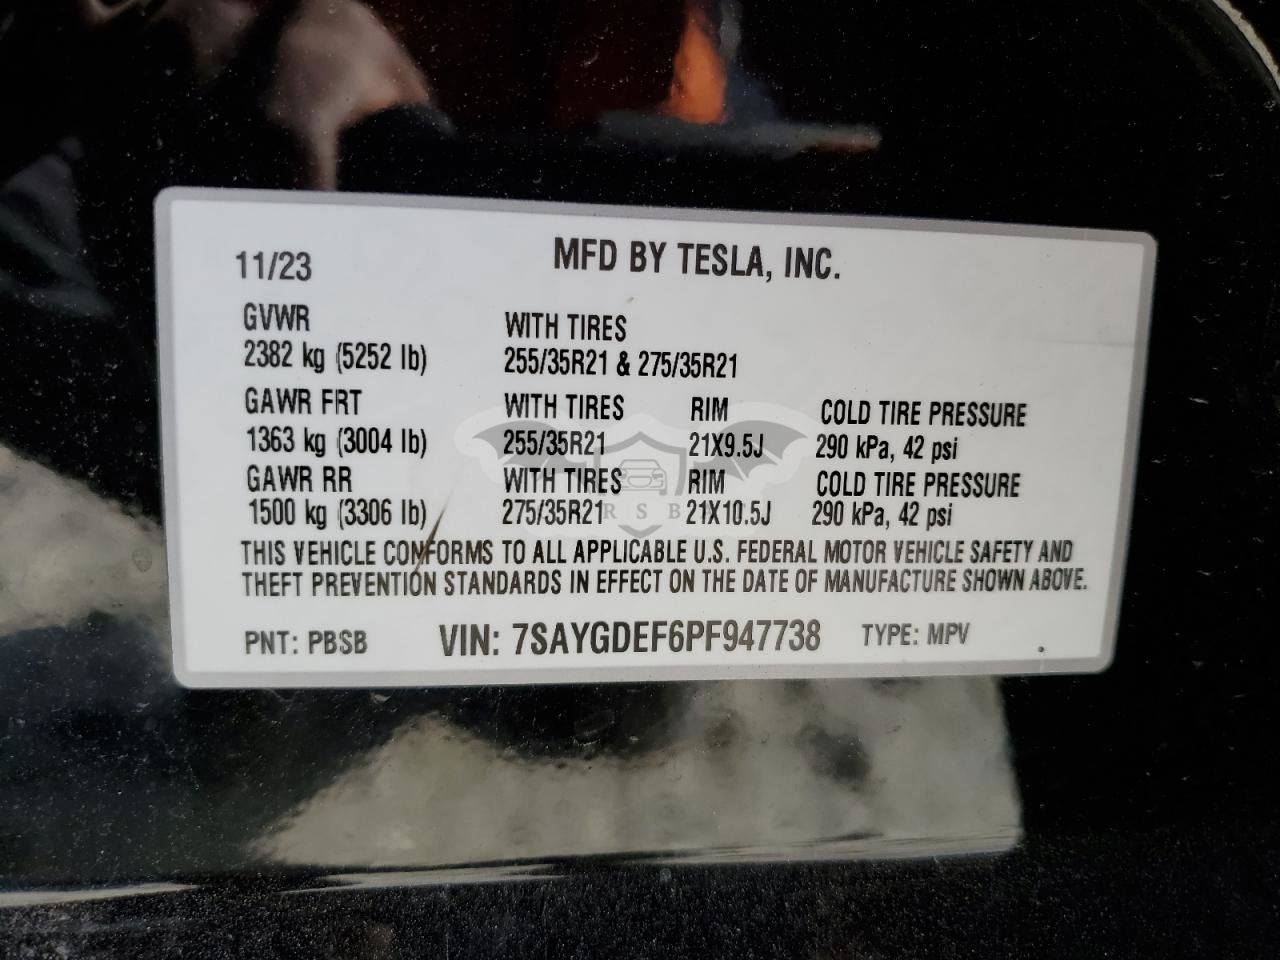 MFD BY TESLA, INC.
11/23
GVWR WITH TIRES
2382 kg (5252 lb) 255/35R21 & 275/35R21
GAWR FRT WITH TIRES RIM COLD TIRE PRESSURE
1363 kg (3004 lb) 255/35R21 21X9.5J 290 kPa, 42 psi
GAWR RR WITH TIRES RIM COLD TIRE PRESSURE
1500 kg (3306 lb) 275/35R21 21X10.5J 290 kPa, 42 psi
THIS VEHICLE CONFORMS TO ALL APPLICABLE U.S. FEDERAL MOTOR VEHICLE SAFETY AND
THEFT PREVENTION STANDARDS IN EFFECT ON THE DATE OF MANUFACTURE SHOWN ABOVE.
PNT: PBSB VIN: 7SAYGDEF6PF947738 TYPE: MPV